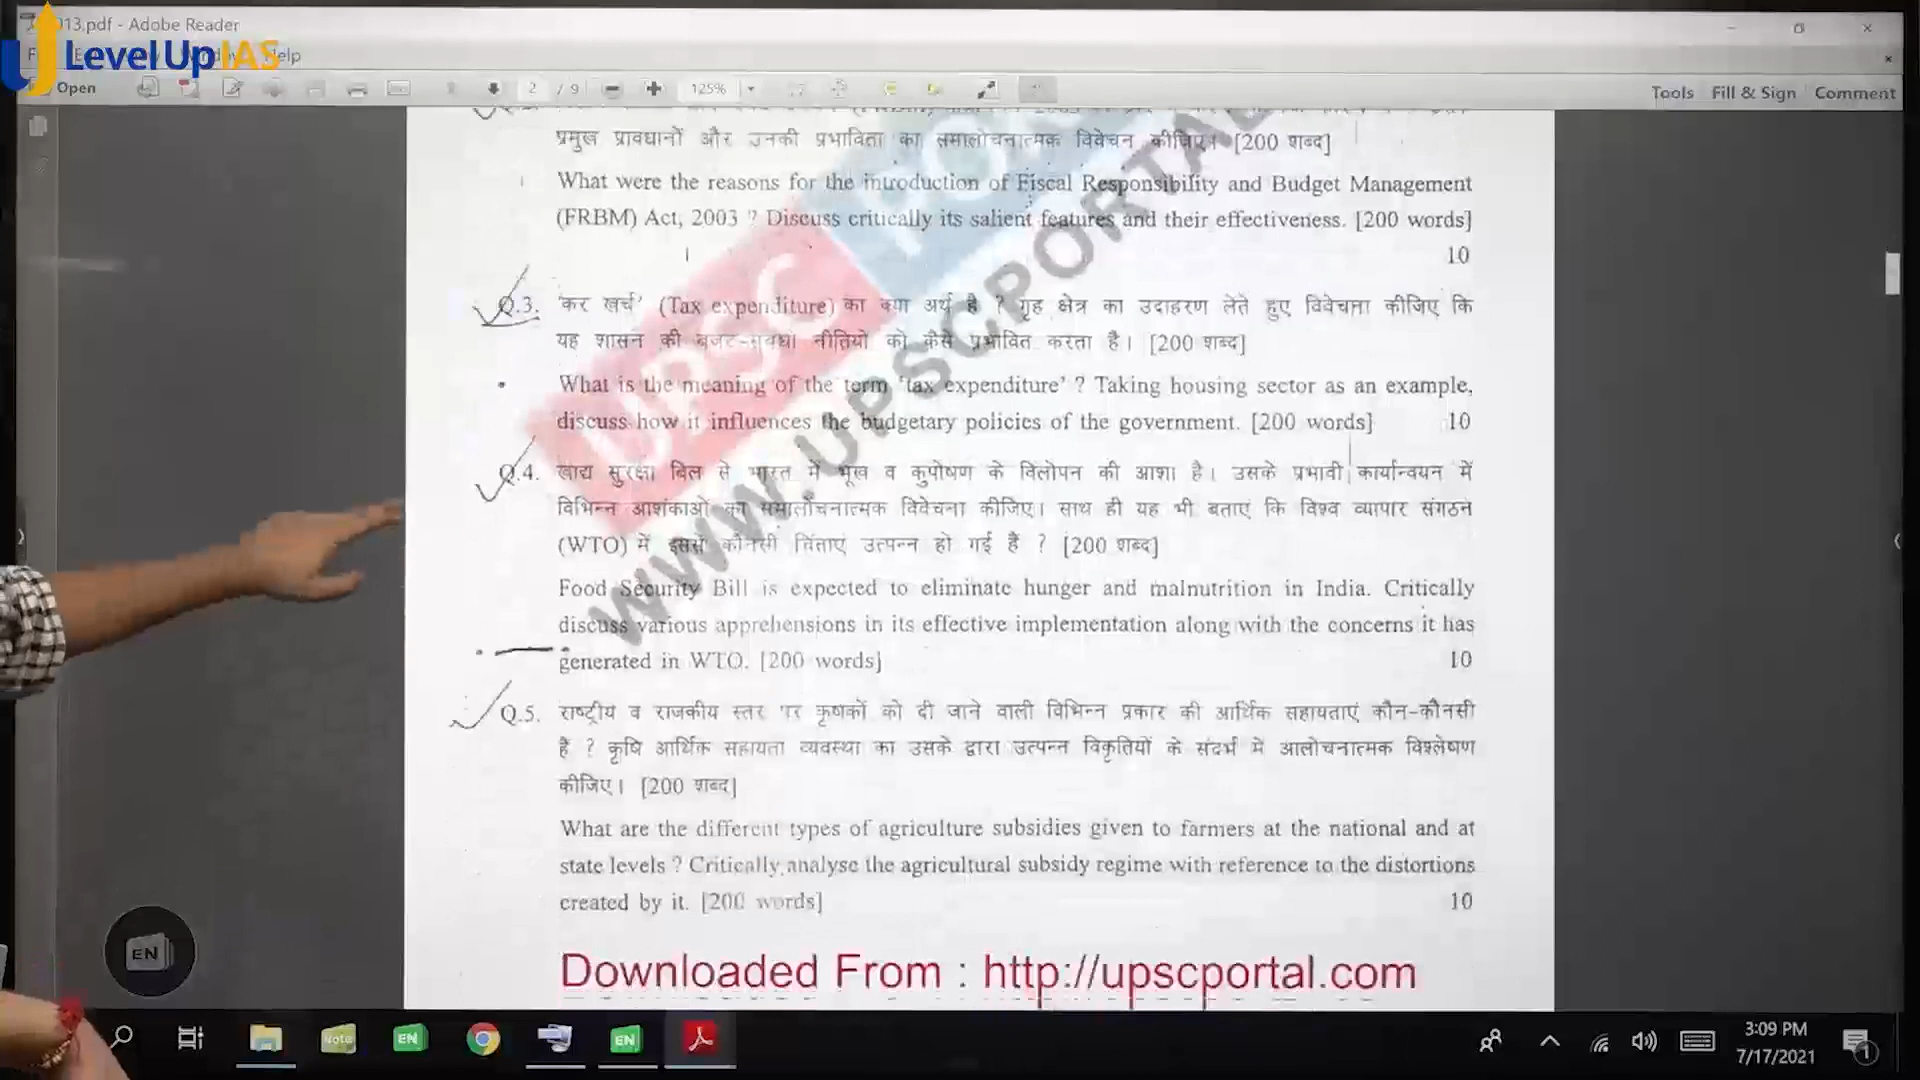 013.pdf - Adobe Reader
LevelUp IAS
Help
Open
2 / 9
125%
Tools Fill & Sign Comment
प्रमुख प्रावधानों और उनकी प्रभाविता का समालोचनात्मक विवेचन कीजिए। [200 शब्द]
What were the reasons for the introduction of Fiscal Responsibility and Budget Management
(FRBM) Act, 2003 ? Discuss critically its salient features and their effectiveness. [200 words]
10
Q.3. 'कर खर्च' (Tax expenditure) का क्या अर्थ है ? गृह क्षेत्र का उदाहरण लेते हुए विवेचना कीजिए कि
यह शासन की बजट-संबंधी नीतियों को कैसे प्रभावित करता है। [200 शब्द]
What is the meaning of the term 'tax expenditure' ? Taking housing sector as an example,
discuss how it influences the budgetary policies of the government. [200 words] 10
Q.4. खाद्य सुरक्षा बिल से भारत में भूख व कुपोषण के विलोपन की आशा है। उसके प्रभावी कार्यान्वयन में
विभिन्न आशंकाओं का समालोचनात्मक विवेचना कीजिए। साथ ही यह भी बताएं कि विश्व व्यापार संगठन
(WTO) में इससे कौनसी चिंताएं उत्पन्न हो गई हैं ? [200 शब्द]
Food Security Bill is expected to eliminate hunger and malnutrition in India. Critically
discuss various apprehensions in its effective implementation along with the concerns it has
generated in WTO. [200 words] 10
Q.5. राष्ट्रीय व राजकीय स्तर पर कृषकों को दी जाने वाली विभिन्न प्रकार की आर्थिक सहायताएं कौन-कौनसी
हैं ? कृषि आर्थिक सहायता व्यवस्था का उसके द्वारा उत्पन्न विकृतियों के संदर्भ में आलोचनात्मक विश्लेषण
कीजिए। [200 शब्द]
What are the different types of agriculture subsidies given to farmers at the national and at
state levels ? Critically analyse the agricultural subsidy regime with reference to the distortions
created by it. [200 words] 10
WWW.UPSCPORTAL
UPSC
Downloaded From : http://upscportal.com
EN
Note
EN
EN
3:09 PM
7/17/2021
1